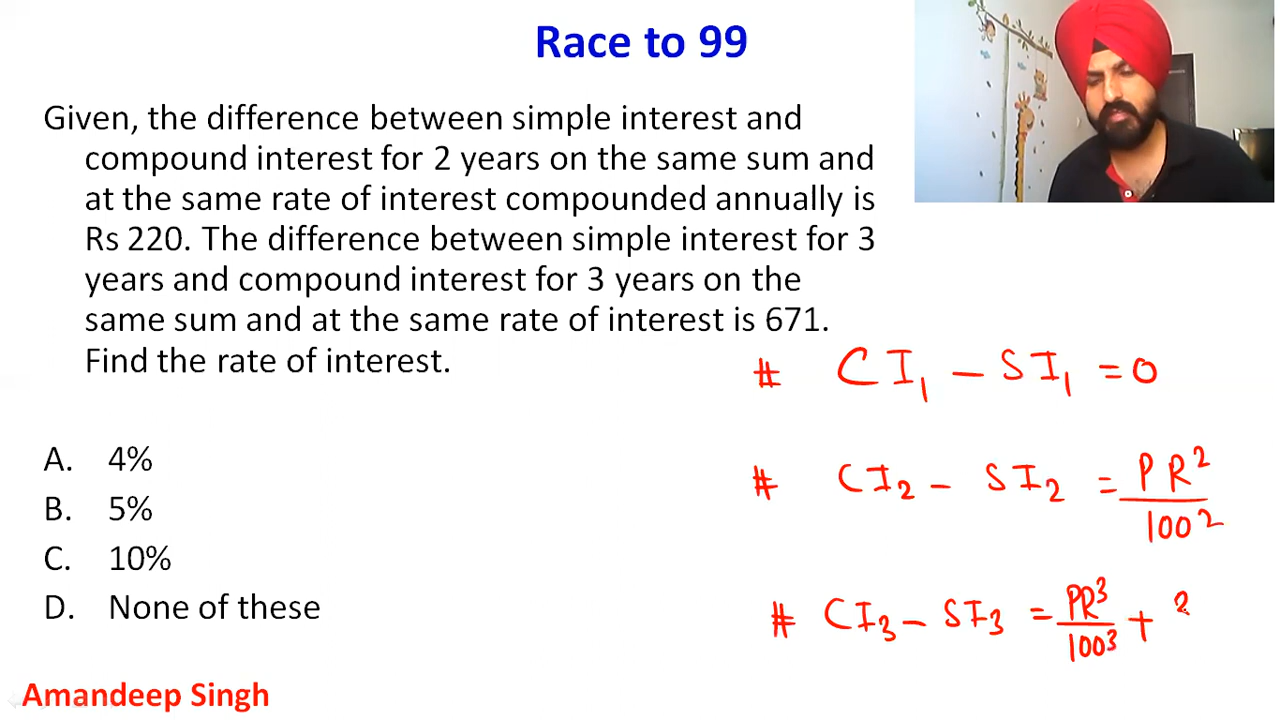 Race to 99
Given, the difference between simple interest and
compound interest for 2 years on the same sum and
at the same rate of interest compounded annually is
Rs 220. The difference between simple interest for 3
years and compound interest for 3 years on the
same sum and at the same rate of interest is 671.
Find the rate of interest.
A. 4%
B. 5%
C. 10%
D. None of these
# CI₁ – SI₁ = 0
# CI₂ – SI₂ = PR²/100²
# CI₃ – SI₃ = PR³/100³ +
Amandeep Singh